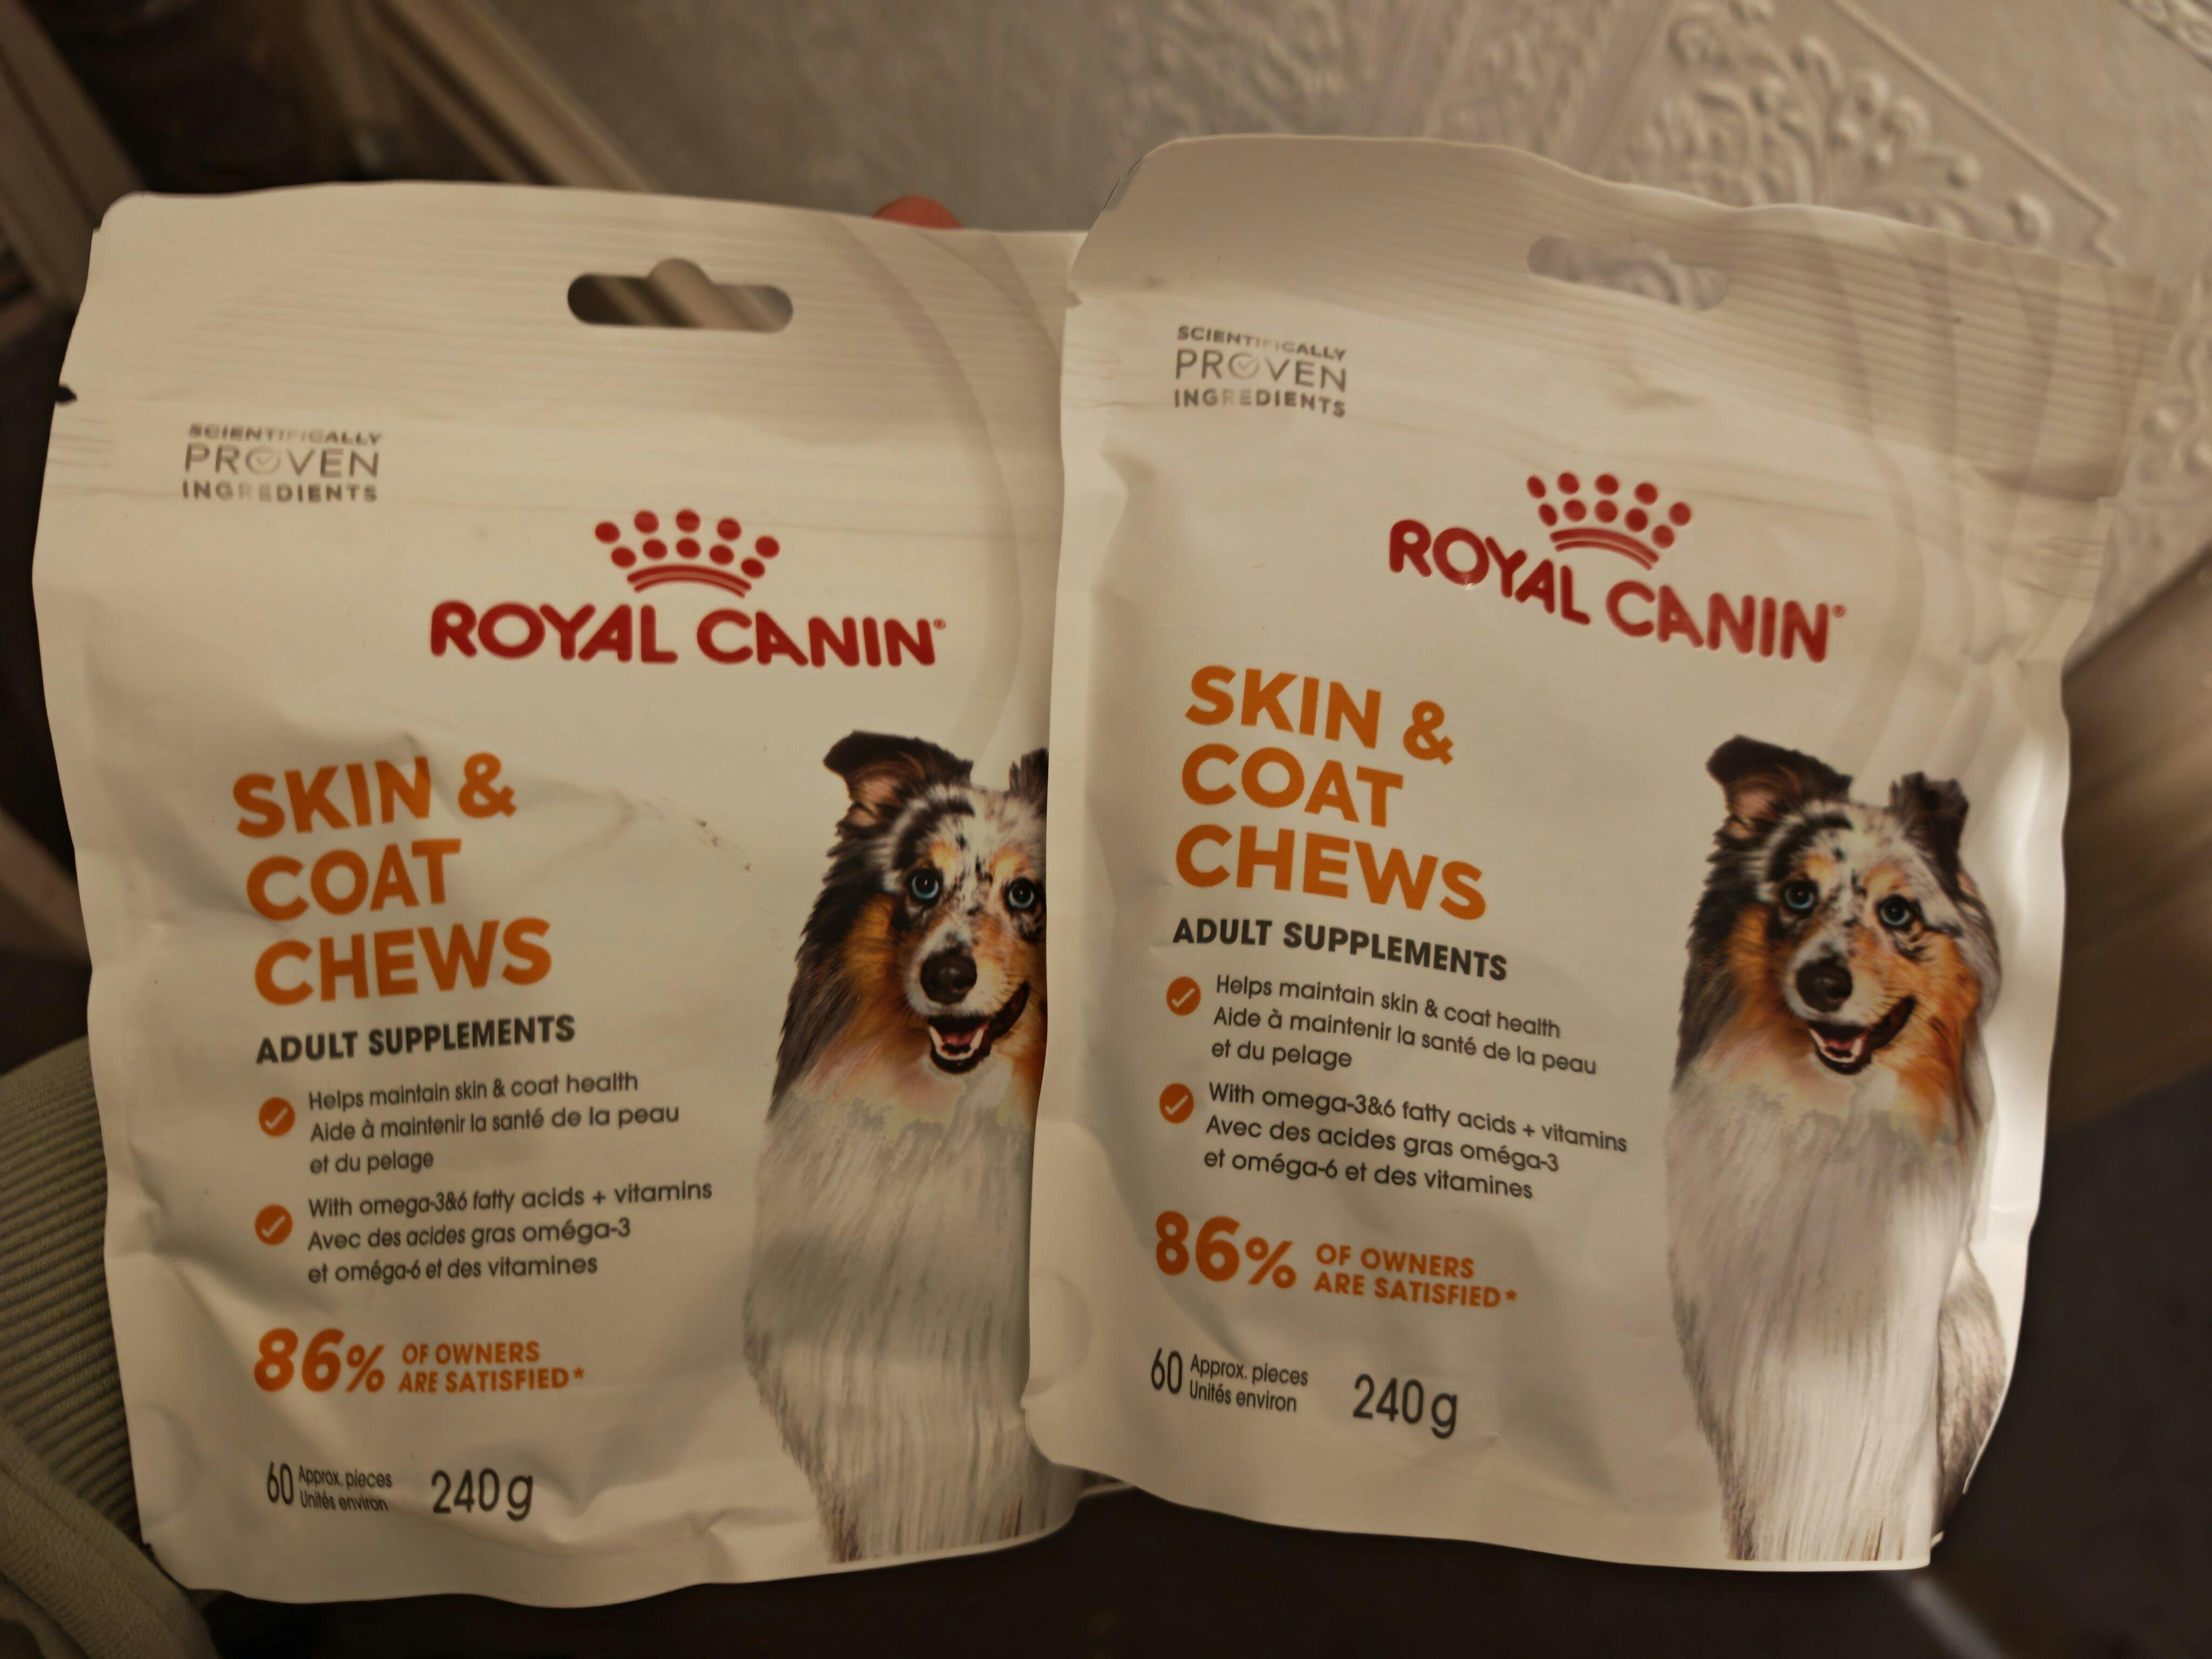 SCIENTIFICALLY
PROVEN
INGREDIENTS
ROYAL CANIN®
SKIN &
COAT
CHEWS
ADULT SUPPLEMENTS
Helps maintain skin & coat health
Aide à maintenir la santé de la peau
et du pelage
With omega-3&6 fatty acids + vitamins
Avec des acides gras oméga-3
et oméga-6 et des vitamines
86% OF OWNERS
ARE SATISFIED*
60 Approx. pieces
Unités environ
240g
SCIENTIFICALLY
PROVEN
INGREDIENTS
ROYAL CANIN®
SKIN &
COAT
CHEWS
ADULT SUPPLEMENTS
Helps maintain skin & coat health
Aide à maintenir la santé de la peau
et du pelage
With omega-3&6 fatty acids + vitamins
Avec des acides gras oméga-3
et oméga-6 et des vitamines
86% OF OWNERS
ARE SATISFIED*
60 Approx. pieces
Unités environ
240g